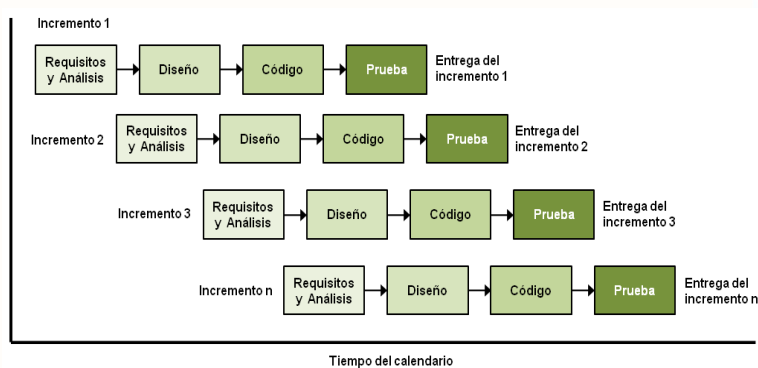 Incremento 1
Requisitos
y Análisis
Diseño
Código
Prueba
Entrega del
incremento 1
Incremento 2
Requisitos
y Análisis
Diseño
Código
Prueba
Entrega del
incremento 2
Incremento 3
Requisitos
y Análisis
Diseño
Código
Prueba
Entrega del
incremento 3
Incremento n
Requisitos
y Análisis
Diseño
Código
Prueba
Entrega del
incremento n
Tiempo del calendario